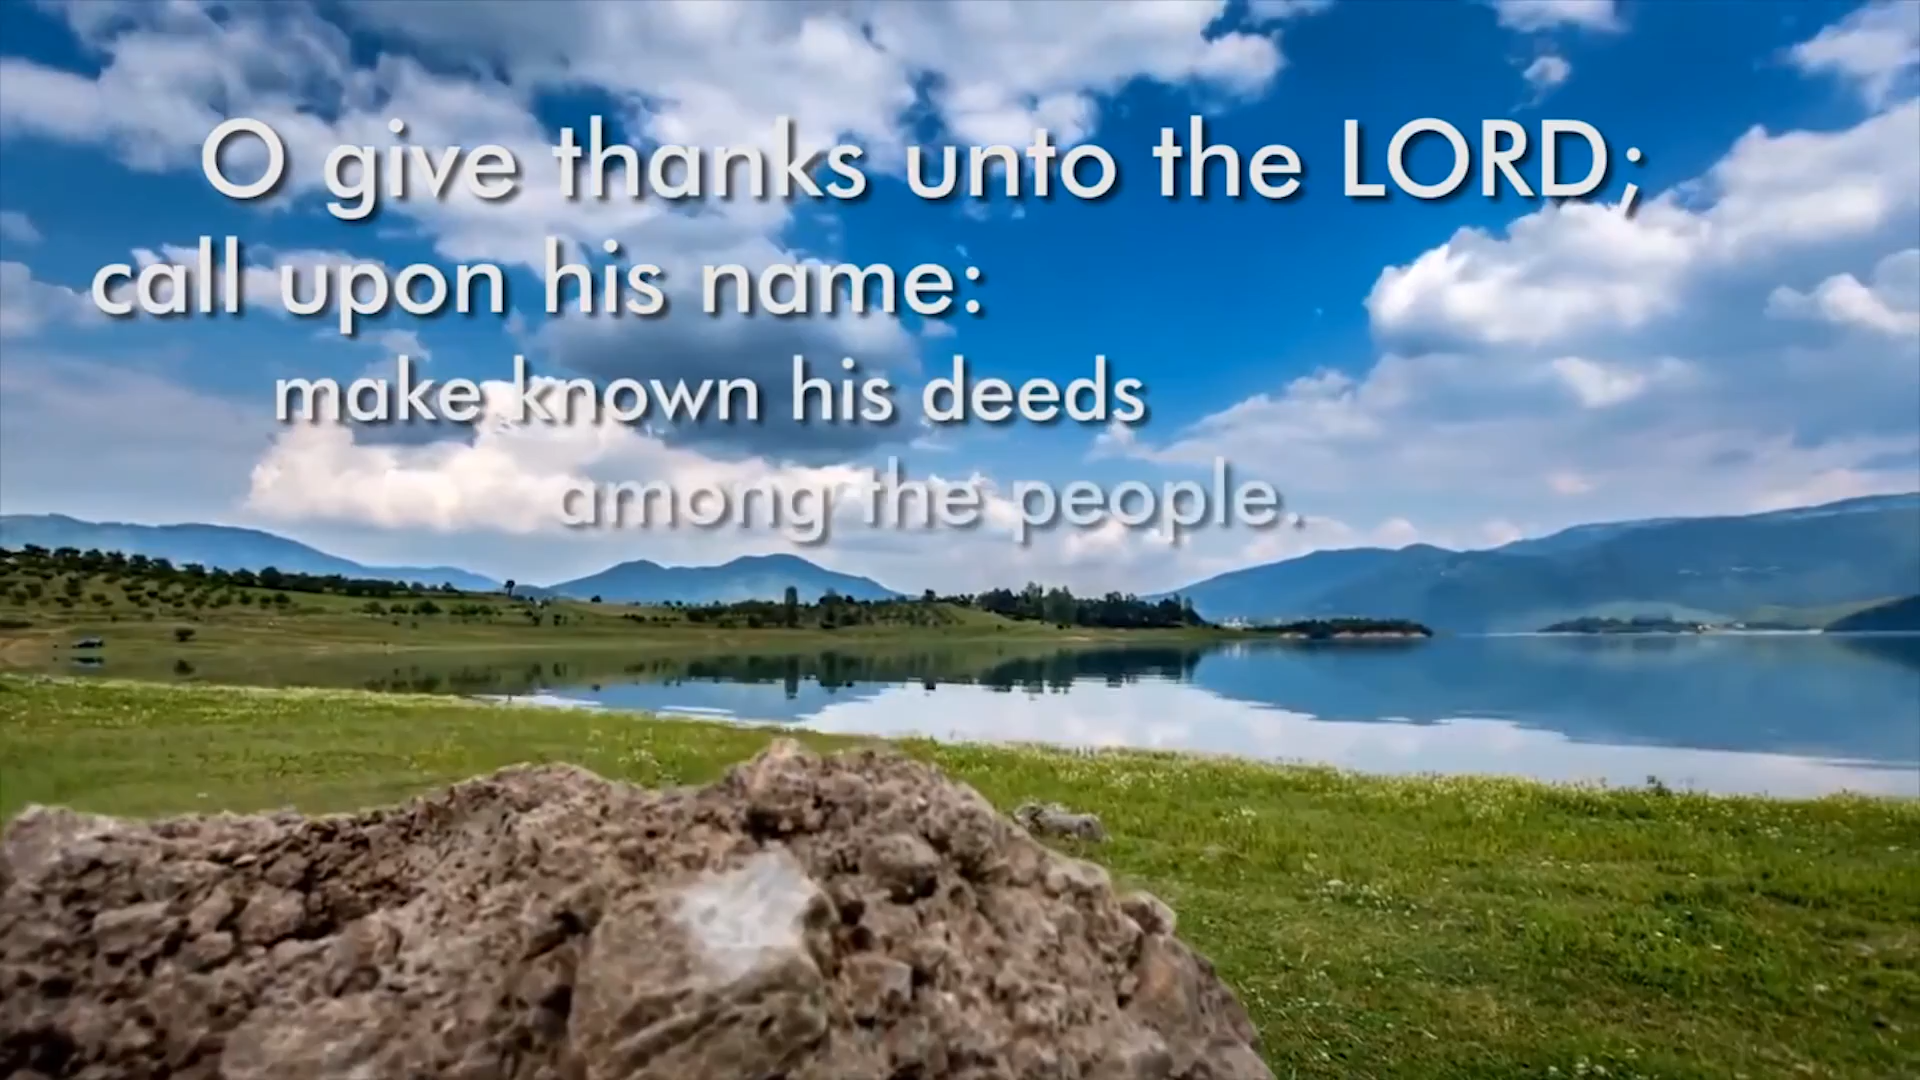 O give thanks unto the LORD;
call upon his name:
make known his deeds
among the people.